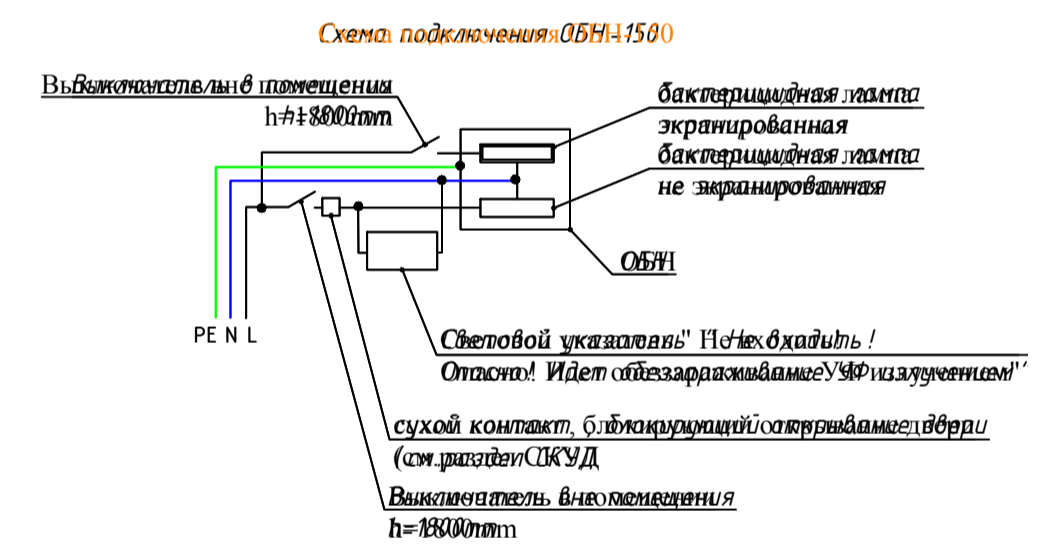 Схема подключения ОБН-150
Выключатель в помещения
h=1800mm
бактерицидная лампа
экранированная
бактерицидная лампа
не экранированная
ОБН
PE N L
Световой указатель" Не входить!
Опасно! Идет обеззараживание УФ излучением"
сухой контакт, блокирующий открывание двери
(см.раздел СКУД
Выключатель вне помещения
h=1800mm